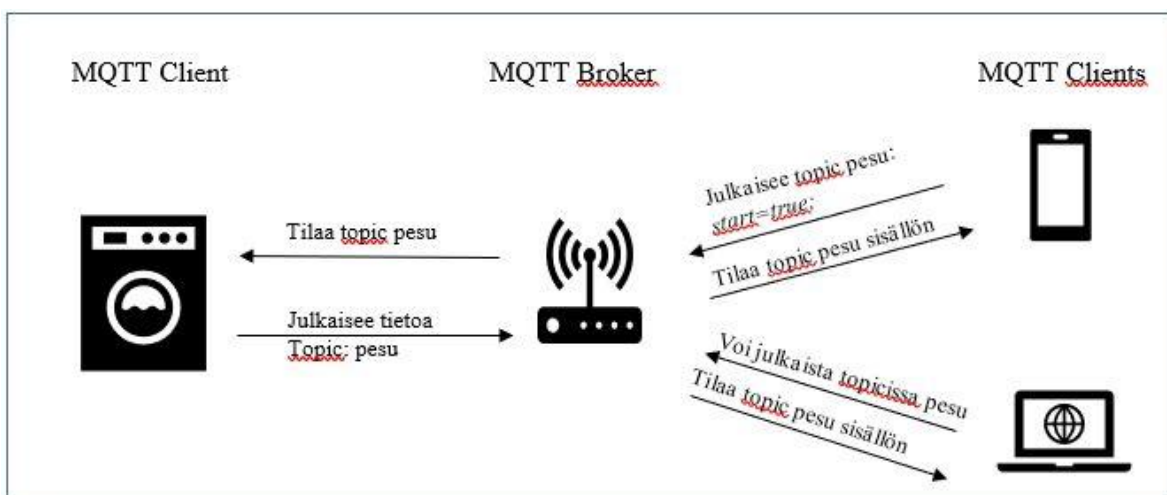 MQTT Client
MQTT Broker
MQTT Clients
Tilaa topic pesu
Julkaisee tietoa
Topic: pesu
Julkaisee topic pesu:
start=true;
Tilaa topic pesu sisällön
Voi julkaista topicissa pesu
Tilaa topic pesu sisällön